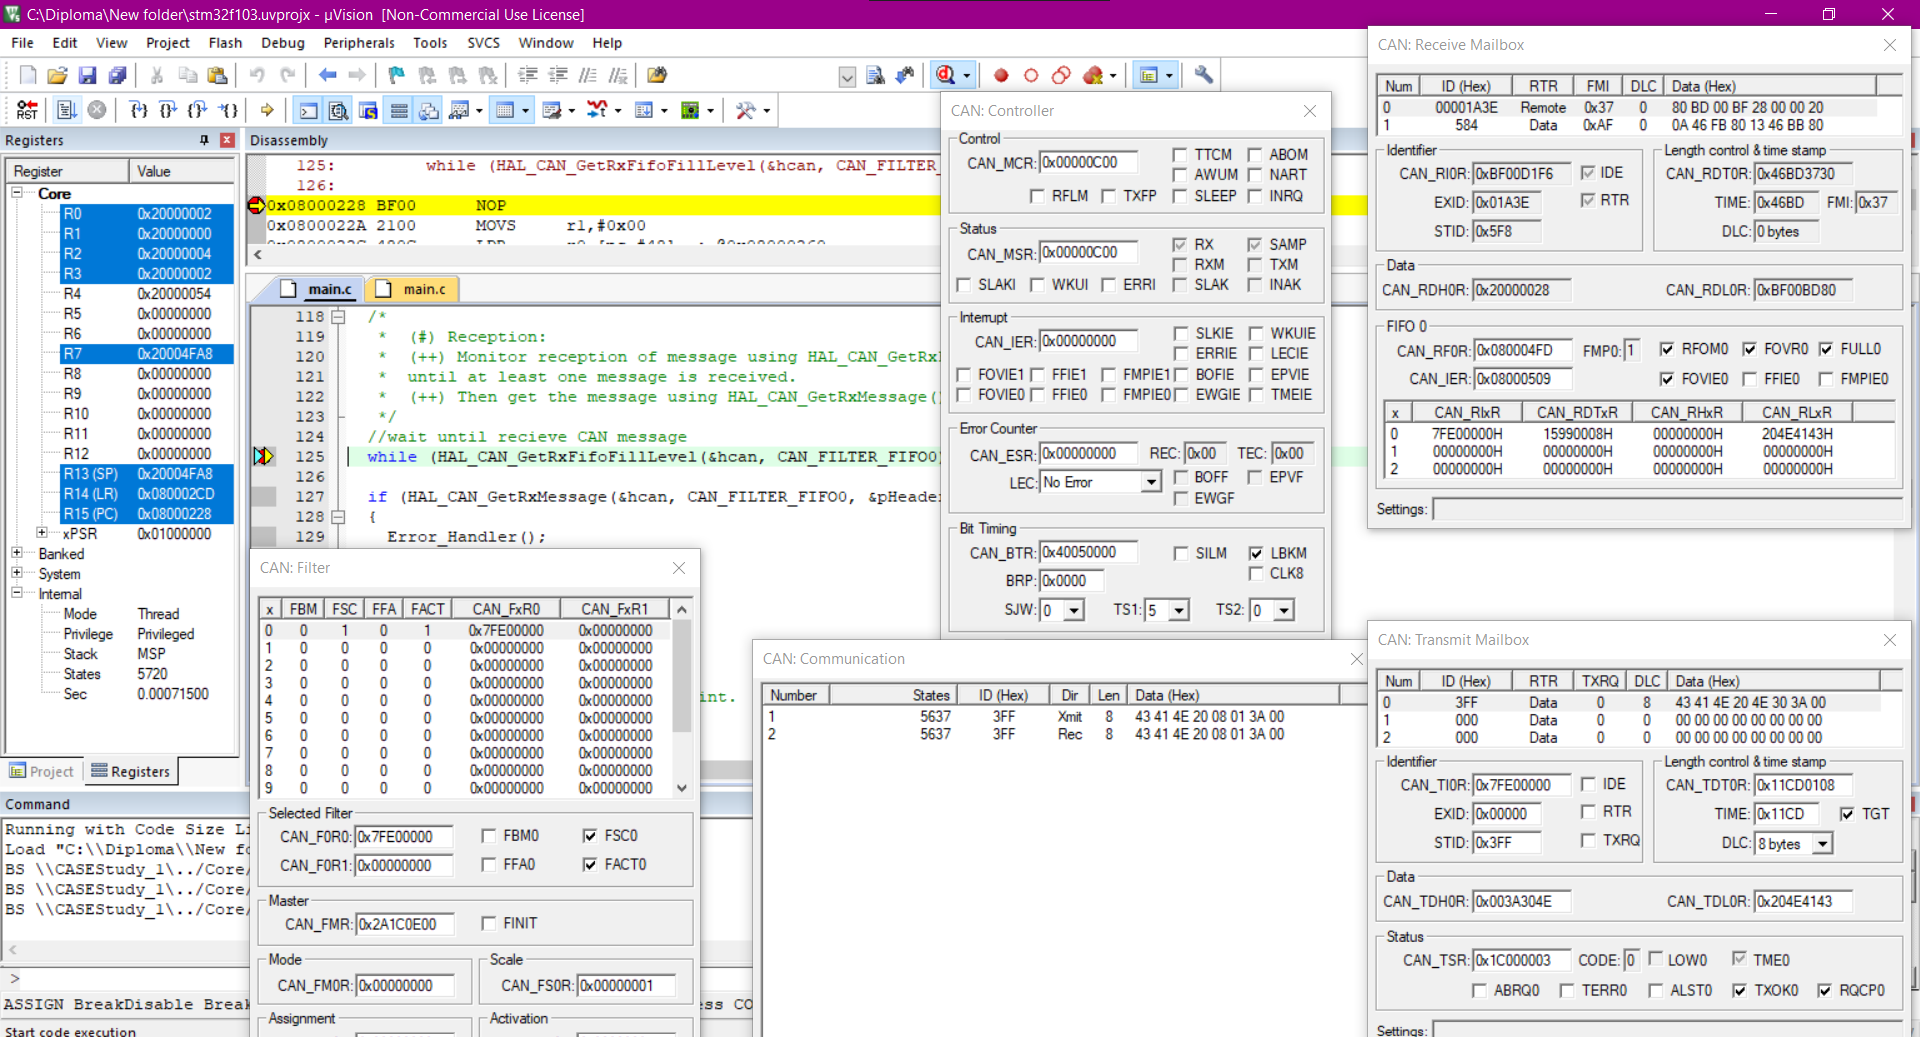 C:\Diploma\New folder\stm32f103.uvprojx - µVision  [Non-Commercial Use License]
File Edit View Project Flash Debug Peripherals Tools SVCS Window Help
RST
Registers
Register Value
Core
R0 0x20000002
R1 0x20000000
R2 0x20000004
R3 0x20000002
R4 0x20000054
R5 0x00000000
R6 0x00000000
R7 0x20004FA8
R8 0x00000000
R9 0x00000000
R10 0x00000000
R11 0x00000000
R12 0x00000000
R13 (SP) 0x20004FA8
R14 (LR) 0x080002CD
R15 (PC) 0x08000228
xPSR 0x01000000
Banked
System
Internal
Mode Thread
Privilege Privileged
Stack MSP
States 5720
Sec 0.00071500
Project Registers
Disassembly
125: while (HAL_CAN_GetRxFifoFillLevel(&hcan, CAN_FILTER_
126:
0x08000228 BF00 NOP
0x0800022A 2100 MOVS r1,#0x00
main.c main.c
118 /*
119 * (#) Reception:
120 * (++) Monitor reception of message using HAL_CAN_GetRx
121 * until at least one message is received.
122 * (++) Then get the message using HAL_CAN_GetRxMessage(
123 */
124 //wait until recieve CAN message
125 while (HAL_CAN_GetRxFifoFillLevel(&hcan, CAN_FILTER_FIFO0
126
127 if (HAL_CAN_GetRxMessage(&hcan, CAN_FILTER_FIFO0, &pHeade
128 {
129 Error_Handler();
int.
Command
Running with Code Size Li
Load "C:\\Diploma\\New fo
BS \\CASEStudy_1\../Core/
BS \\CASEStudy_1\../Core/
BS \\CASEStudy_1\../Core/
>
ASSIGN BreakDisable Break ess CO
Start code execution
CAN: Filter
x FBM FSC FFA FACT CAN_FxR0 CAN_FxR1
0 0 1 0 1 0x7FE00000 0x00000000
1 0 0 0 0 0x00000000 0x00000000
2 0 0 0 0 0x00000000 0x00000000
3 0 0 0 0 0x00000000 0x00000000
4 0 0 0 0 0x00000000 0x00000000
5 0 0 0 0 0x00000000 0x00000000
6 0 0 0 0 0x00000000 0x00000000
7 0 0 0 0 0x00000000 0x00000000
8 0 0 0 0 0x00000000 0x00000000
9 0 0 0 0 0x00000000 0x00000000
Selected Filter
CAN_F0R0: 0x7FE00000 FBM0 FSC0
CAN_F0R1: 0x00000000 FFA0 FACT0
Master
CAN_FMR: 0x2A1C0E00 FINIT
Mode Scale
CAN_FM0R: 0x00000000 CAN_FS0R: 0x00000001
Assignment Activation
CAN: Controller
Control
CAN_MCR: 0x00000C00 TTCM ABOM
AWUM NART
RFLM TXFP SLEEP INRQ
Status
CAN_MSR: 0x00000C00 RX SAMP
RXM TXM
SLAKI WKUI ERRI SLAK INAK
Interrupt
CAN_IER: 0x00000000 SLKIE WKUIE
ERRIE LECIE
FOVIE1 FFIE1 FMPIE1 BOFIE EPVIE
FOVIE0 FFIE0 FMPIE0 EWGIE TMEIE
Error Counter
CAN_ESR: 0x00000000 REC: 0x00 TEC: 0x00
LEC: No Error BOFF EPVF
EWGF
Bit Timing
CAN_BTR: 0x40050000 SILM LBKM
BRP: 0x0000 CLK8
SJW: 0 TS1: 5 TS2: 0
CAN: Communication
Number States ID (Hex) Dir Len Data (Hex)
1 5637 3FF Xmit 8 43 41 4E 20 08 01 3A 00
2 5637 3FF Rec 8 43 41 4E 20 08 01 3A 00
CAN: Receive Mailbox
Num ID (Hex) RTR FMI DLC Data (Hex)
0 00001A3E Remote 0x37 0 80 BD 00 BF 28 00 00 20
1 584 Data 0xAF 0 0A 46 FB 80 13 46 BB 80
Identifier Length control & time stamp
CAN_RI0R: 0xBF00D1F6 IDE CAN_RDT0R: 0x46BD3730
EXID: 0x01A3E RTR TIME: 0x46BD FMI: 0x37
STID: 0x5F8 DLC: 0 bytes
Data
CAN_RDH0R: 0x20000028 CAN_RDL0R: 0xBF00BD80
FIFO 0
CAN_RF0R: 0x080004FD FMP0: 1 RFOM0 FOVR0 FULL0
CAN_IER: 0x08000509 FOVIE0 FFIE0 FMPIE0
x CAN_RIxR CAN_RDTxR CAN_RHxR CAN_RLxR
0 7FE00000H 15990008H 00000000H 204E4143H
1 00000000H 00000000H 00000000H 00000000H
2 00000000H 00000000H 00000000H 00000000H
Settings:
CAN: Transmit Mailbox
Num ID (Hex) RTR TXRQ DLC Data (Hex)
0 3FF Data 0 8 43 41 4E 20 4E 30 3A 00
1 000 Data 0 0 00 00 00 00 00 00 00 00
2 000 Data 0 0 00 00 00 00 00 00 00 00
Identifier Length control & time stamp
CAN_TI0R: 0x7FE00000 IDE CAN_TDT0R: 0x11CD0108
EXID: 0x00000 RTR TIME: 0x11CD TGT
STID: 0x3FF TXRQ DLC: 8 bytes
Data
CAN_TDH0R: 0x003A304E CAN_TDL0R: 0x204E4143
Status
CAN_TSR: 0x1C000003 CODE: 0 LOW0 TME0
ABRQ0 TERR0 ALST0 TXOK0 RQCP0
Settings: